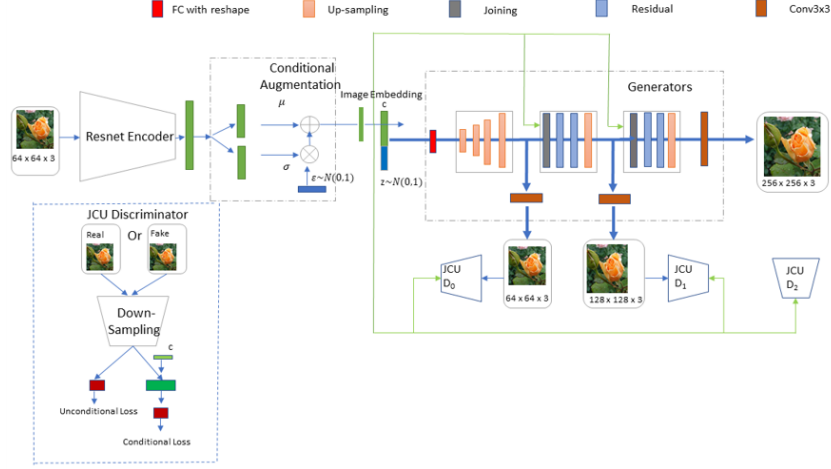 FC with reshape
Up-sampling
Joining
Residual
Conv3x3
Conditional
Augmentation
Image Embedding
Generators
c
μ
Resnet Encoder
64 x 64 x 3
σ
ε~N(0,1)
z~N(0,1)
256 x 256 x 3
JCU Discriminator
Real
Or
Fake
Down-
Sampling
c
Unconditional Loss
Conditional Loss
JCU
D0
64 x 64 x 3
128 x 128 x 3
JCU
D1
JCU
D2